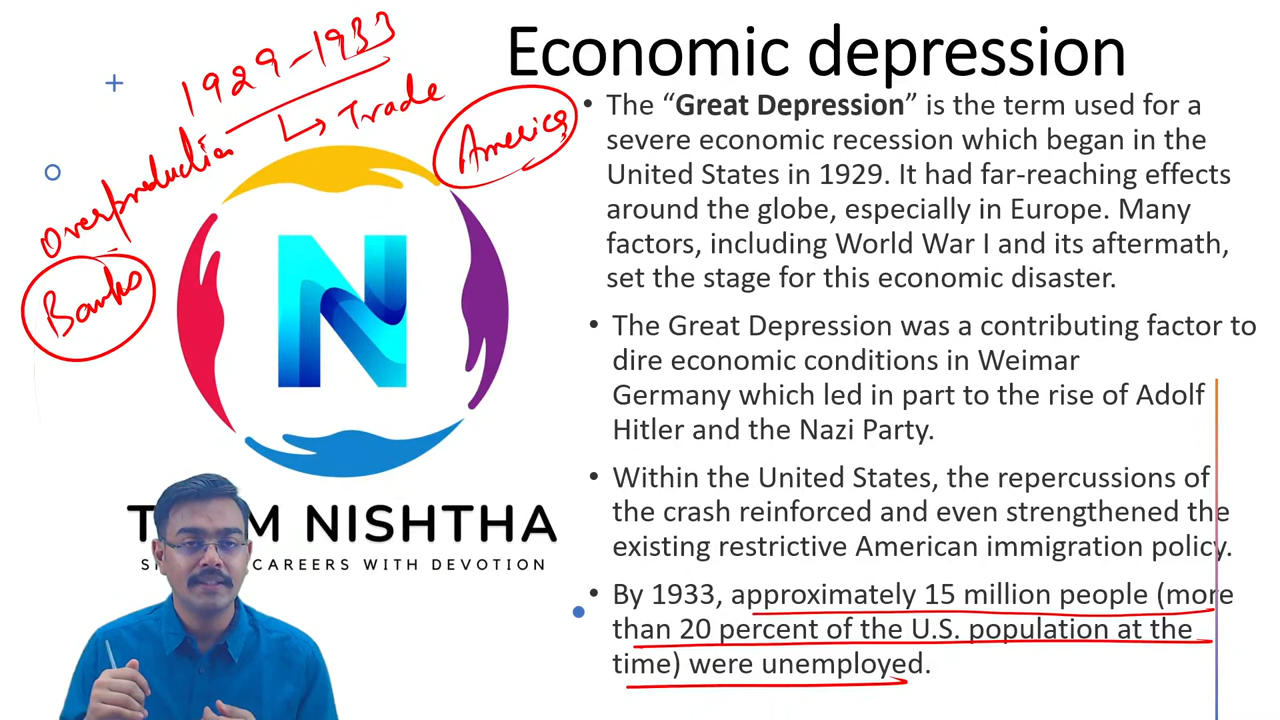 1929-1933
↳ Trade
America
Overproduction
Banks
TEAM NISHTHA
CAREERS WITH DEVOTION
Economic depression
• The “Great Depression” is the term used for a
severe economic recession which began in the
United States in 1929. It had far-reaching effects
around the globe, especially in Europe. Many
factors, including World War I and its aftermath,
set the stage for this economic disaster.
• The Great Depression was a contributing factor to
dire economic conditions in Weimar
Germany which led in part to the rise of Adolf
Hitler and the Nazi Party.
• Within the United States, the repercussions of
the crash reinforced and even strengthened the
existing restrictive American immigration policy.
• By 1933, approximately 15 million people (more
than 20 percent of the U.S. population at the
time) were unemployed.